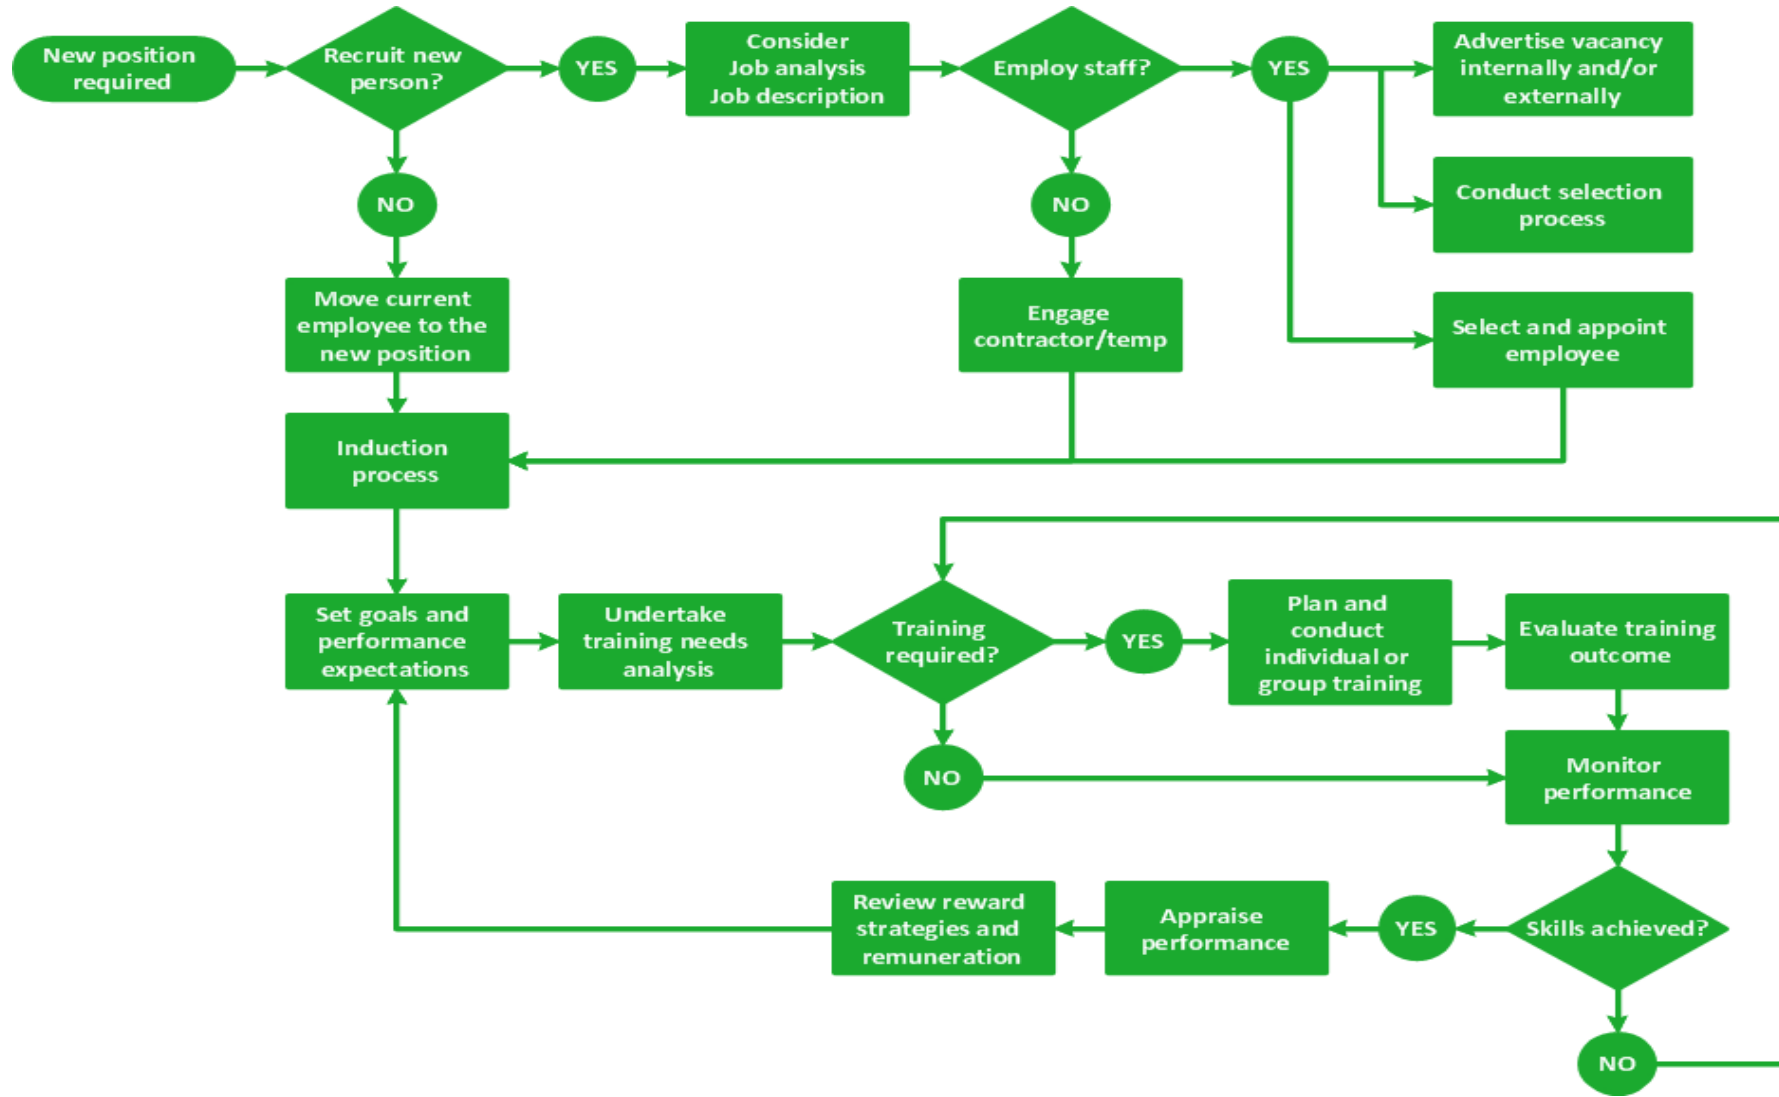 New position
required
Recruit new
person?
YES
Consider
Job analysis
Job description
Employ staff?
YES
Advertise vacancy
internally and/or
externally
NO
NO
Conduct selection
process
Move current
employee to the
new position
Engage
contractor/temp
Select and appoint
employee
Induction
process
Set goals and
performance
expectations
Undertake
training needs
analysis
Training
required?
YES
Plan and
conduct
individual or
group training
Evaluate training
outcome
NO
Monitor
performance
Review reward
strategies and
remuneration
Appraise
performance
YES
Skills achieved?
NO